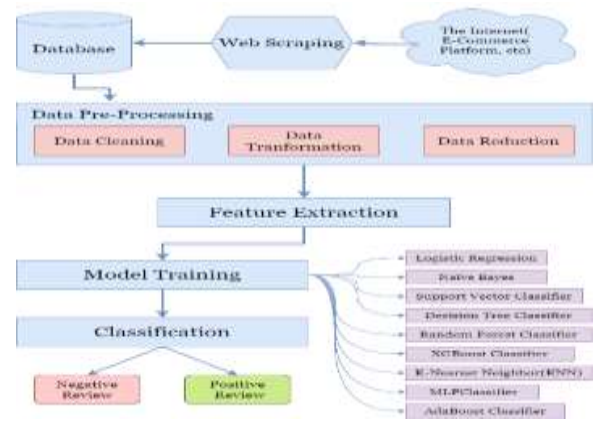 Database
Web Scraping
The Internet(
E-Commerce
Platform, etc)
Data Pre-Processing
Data Cleaning
Data
Tranformation
Data Reduction
Feature Extraction
Model Training
Logistic Regression
Naive Bayes
Support Vector Classifier
Decision Tree Classifier
Random Forest Classifier
XGBoost Classifier
K-Nearest Neighbor(KNN)
MLPClassifier
AdaBoost Classifier
Classification
Negative
Review
Positive
Review